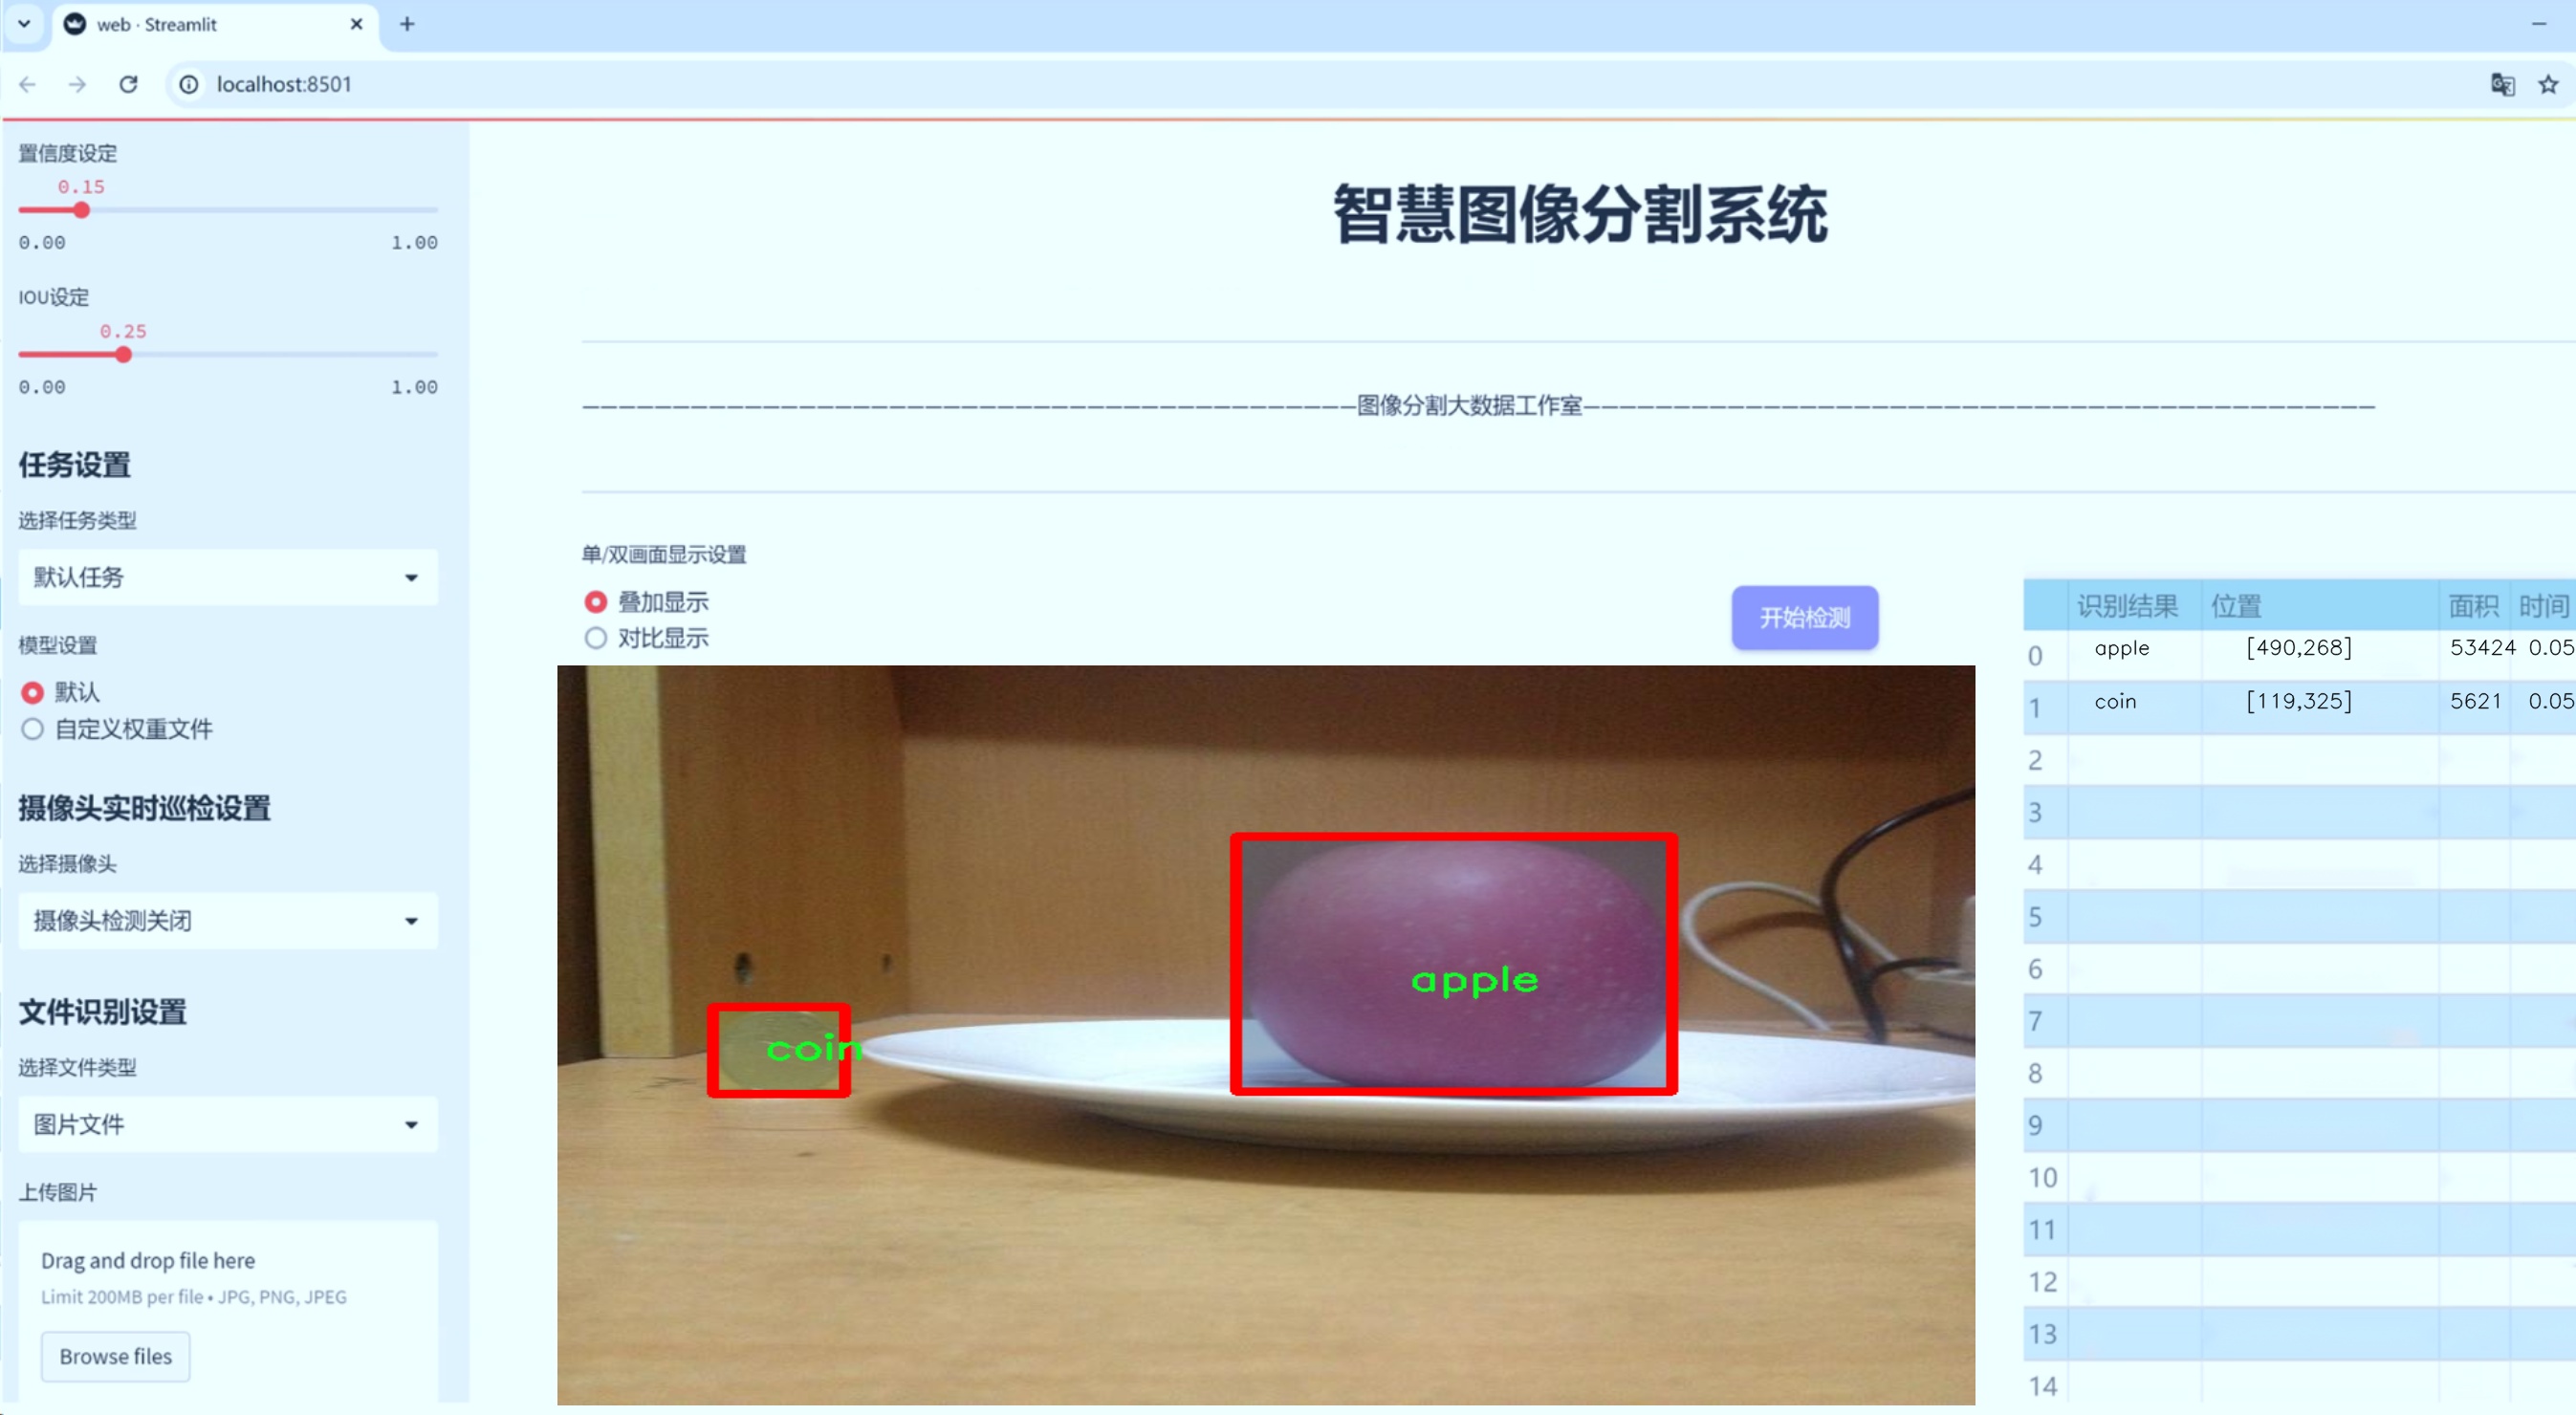 web · Streamlit
localhost:8501
置信度设定
0.15
0.00 1.00
IOU设定
0.25
0.00 1.00
任务设置
选择任务类型
默认任务
模型设置
默认
自定义权重文件
摄像头实时巡检设置
选择摄像头
摄像头检测关闭
文件识别设置
选择文件类型
图片文件
上传图片
Drag and drop file here
Limit 200MB per file • JPG, PNG, JPEG
Browse files
智慧图像分割系统
图像分割大数据工作室
单/双画面显示设置
叠加显示
对比显示
开始检测
apple
coin
识别结果 位置 面积 时间
0 apple [490,268] 53424 0.05
1 coin [119,325] 5621 0.05
2
3
4
5
6
7
8
9
10
11
12
13
14